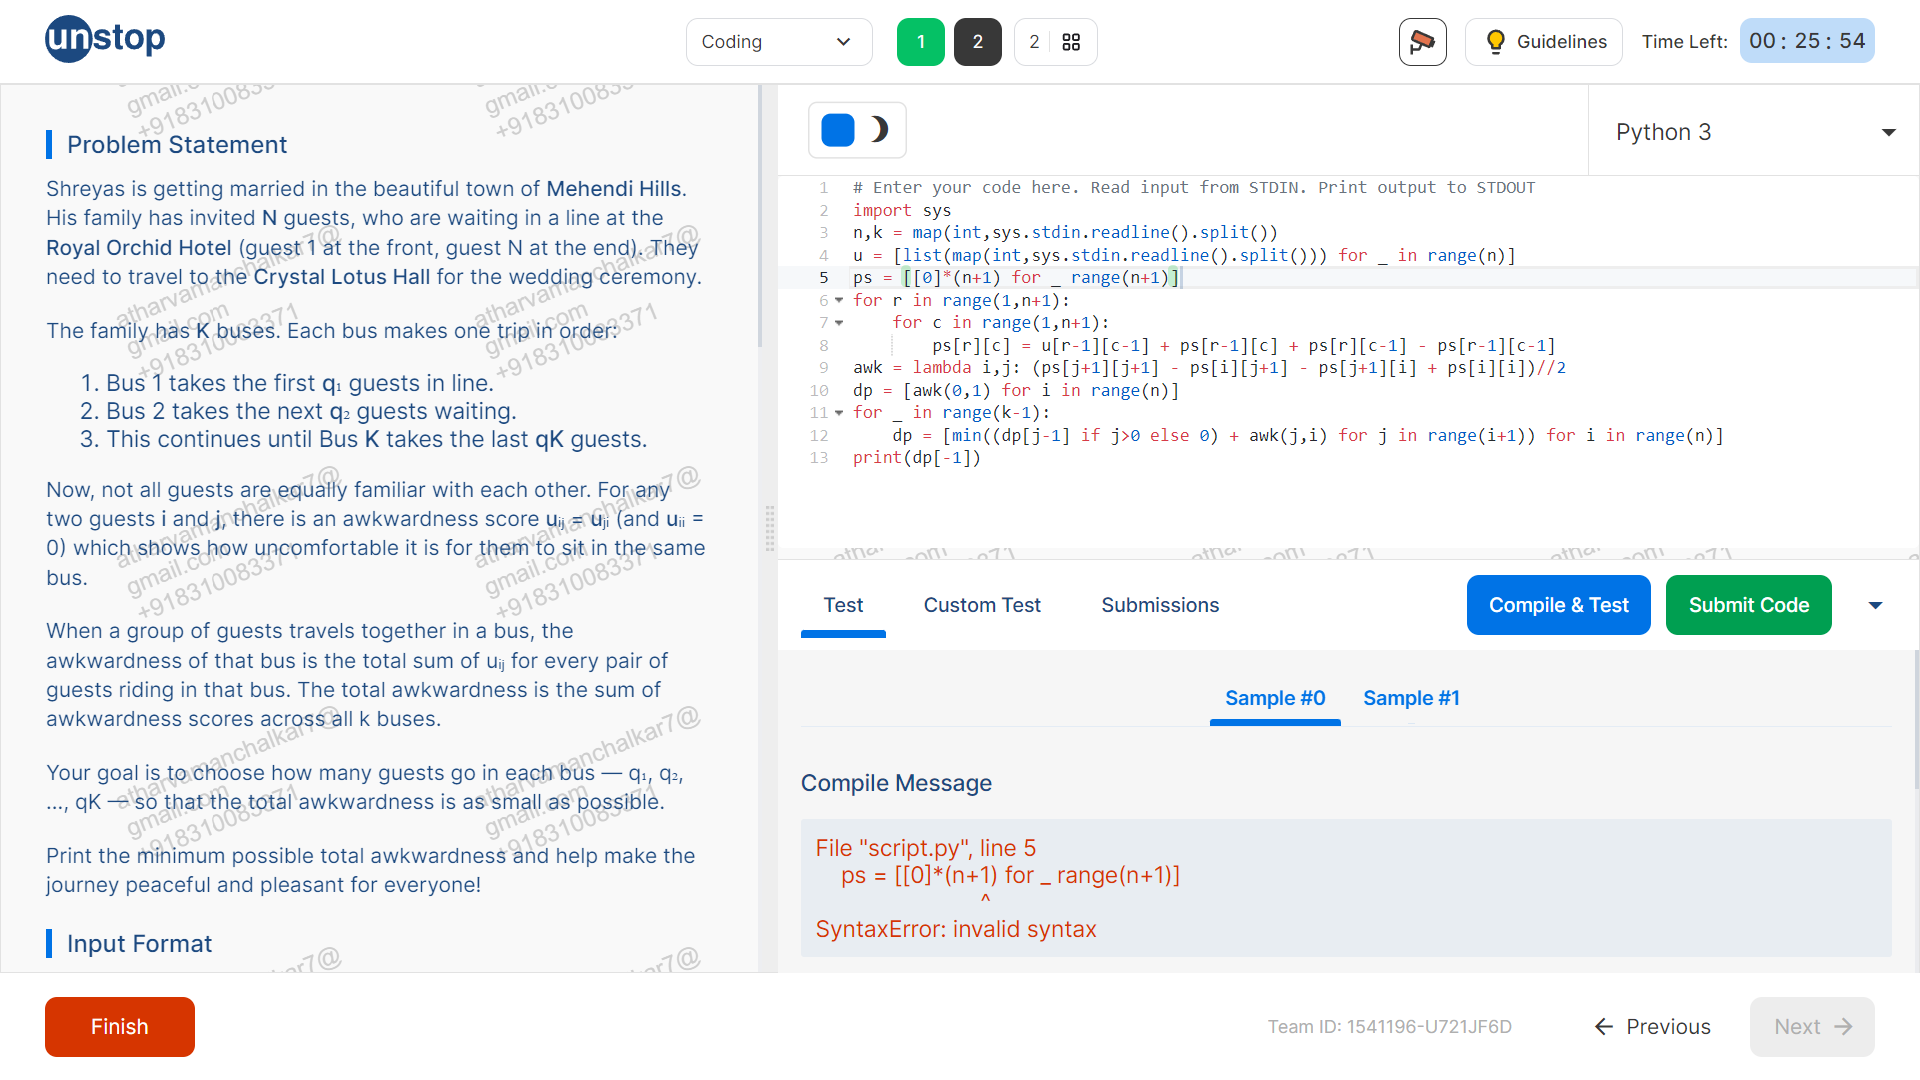 unstop
Coding
1
2
2
Guidelines
Time Left:
00 : 25 : 54
Problem Statement
Shreyas is getting married in the beautiful town of Mehendi Hills.
His family has invited N guests, who are waiting in a line at the
Royal Orchid Hotel (guest 1 at the front, guest N at the end). They
need to travel to the Crystal Lotus Hall for the wedding ceremony.
The family has K buses. Each bus makes one trip in order:
1. Bus 1 takes the first q₁ guests in line.
2. Bus 2 takes the next q₂ guests waiting.
3. This continues until Bus K takes the last qK guests.
Now, not all guests are equally familiar with each other. For any
two guests i and j, there is an awkwardness score uᵢⱼ = uⱼᵢ (and uᵢᵢ =
0) which shows how uncomfortable it is for them to sit in the same
bus.
When a group of guests travels together in a bus, the
awkwardness of that bus is the total sum of uᵢⱼ for every pair of
guests riding in that bus. The total awkwardness is the sum of
awkwardness scores across all k buses.
Your goal is to choose how many guests go in each bus — q₁, q₂,
..., qK — so that the total awkwardness is as small as possible.
Print the minimum possible total awkwardness and help make the
journey peaceful and pleasant for everyone!
Input Format
atharvamanchalkar7@
gmail.com
+918310083371
Python 3
1 # Enter your code here. Read input from STDIN. Print output to STDOUT
2 import sys
3 n,k = map(int,sys.stdin.readline().split())
4 u = [list(map(int,sys.stdin.readline().split())) for _ in range(n)]
5 ps = [[0]*(n+1) for _ range(n+1)]
6 for r in range(1,n+1):
7 for c in range(1,n+1):
8 ps[r][c] = u[r-1][c-1] + ps[r-1][c] + ps[r][c-1] - ps[r-1][c-1]
9 awk = lambda i,j: (ps[j+1][j+1] - ps[i][j+1] - ps[j+1][i] + ps[i][i])//2
10 dp = [awk(0,1) for i in range(n)]
11 for _ in range(k-1):
12 dp = [min((dp[j-1] if j>0 else 0) + awk(j,i) for j in range(i+1)) for i in range(n)]
13 print(dp[-1])
Test
Custom Test
Submissions
Compile & Test
Submit Code
Sample #0
Sample #1
Compile Message
File "script.py", line 5
ps = [[0]*(n+1) for _ range(n+1)]
^
SyntaxError: invalid syntax
Finish
Team ID: 1541196-U721JF6D
Previous
Next